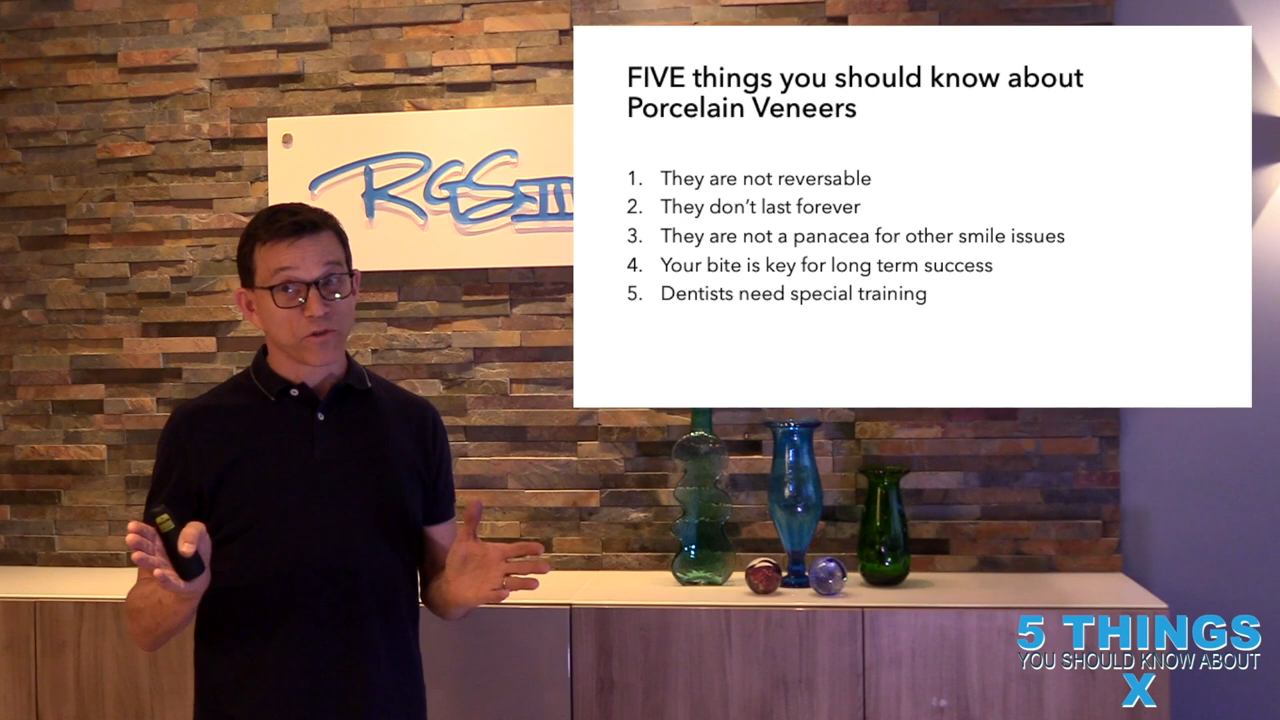 RGS III
FIVE things you should know about
Porcelain Veneers
1. They are not reversable
2. They don't last forever
3. They are not a panacea for other smile issues
4. Your bite is key for long term success
5. Dentists need special training
5 THINGS
YOU SHOULD KNOW ABOUT
X